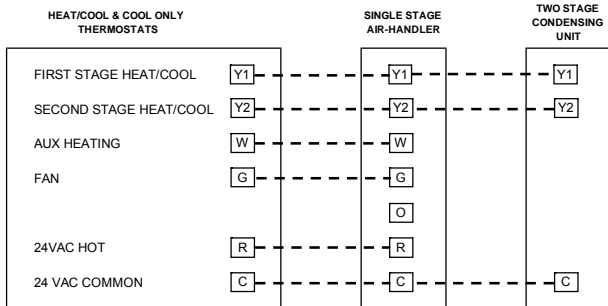 HEAT/COOL & COOL ONLY
THERMOSTATS
SINGLE STAGE
AIR-HANDLER
TWO STAGE
CONDENSING
UNIT
FIRST STAGE HEAT/COOL Y1 Y1 Y1
SECOND STAGE HEAT/COOL Y2 Y2 Y2
AUX HEATING W W
FAN G G
O
24VAC HOT R R
24 VAC COMMON C C C